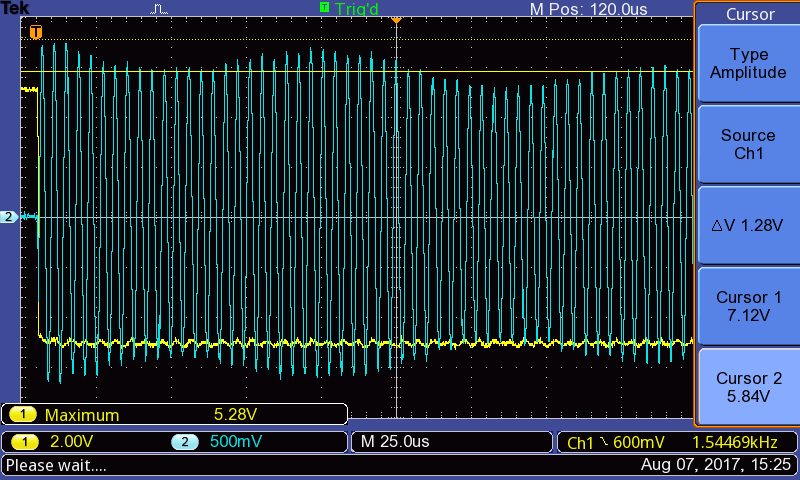 Tek T Trig'd M Pos: 120.0us Cursor
T
Type
Amplitude
Source
Ch1
2
△V 1.28V
Cursor 1
7.12V
Cursor 2
5.84V
1 Maximum 5.28V
1 2.00V 2 500mV M 25.0us Ch1 600mV 1.54469kHz
Please wait.... Aug 07, 2017, 15:25